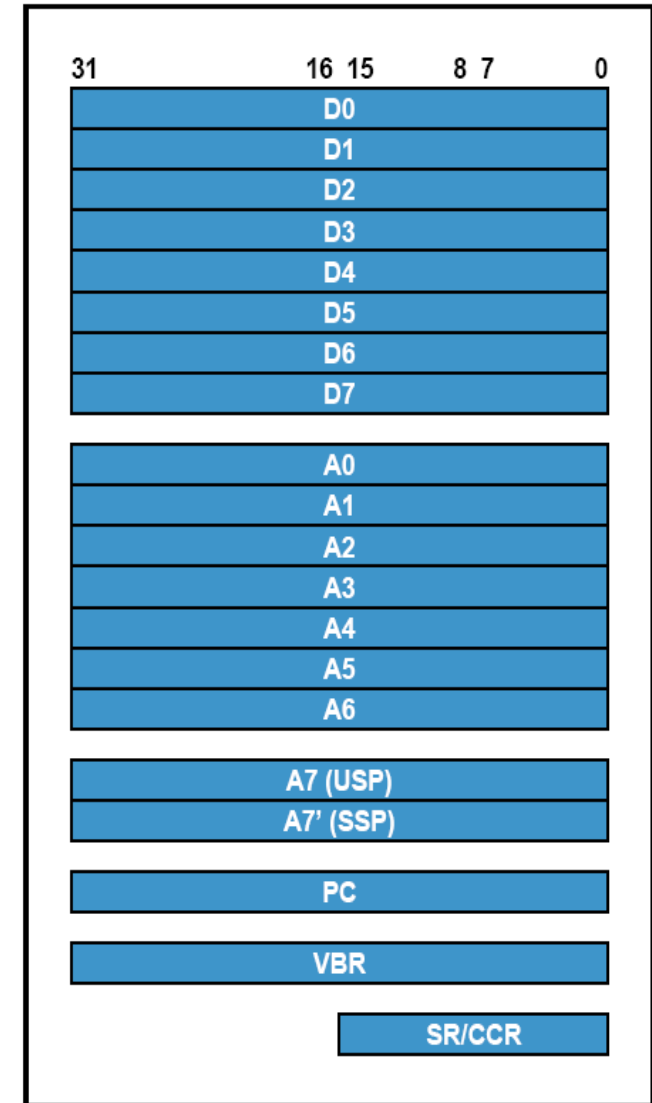 31 16 15 8 7 0
D0
D1
D2
D3
D4
D5
D6
D7
A0
A1
A2
A3
A4
A5
A6
A7 (USP)
A7’ (SSP)
PC
VBR
SR/CCR